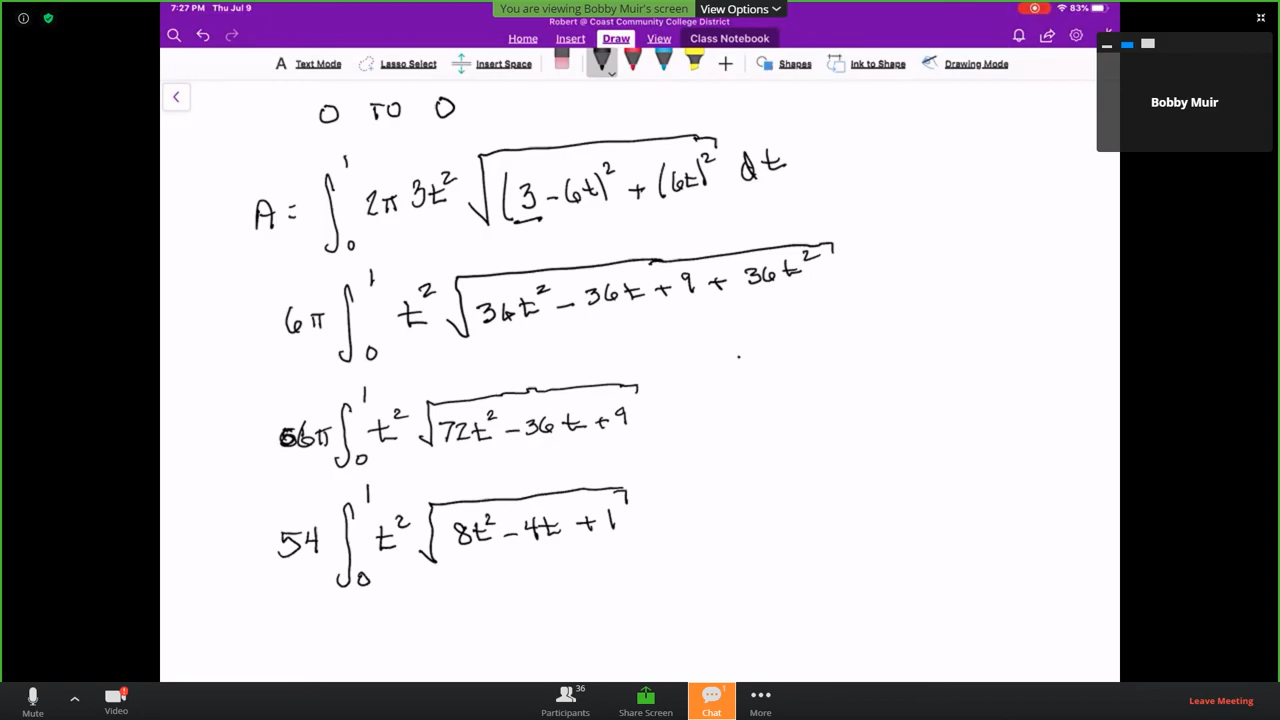 You are viewing Bobby Muir's screen
View Options
7:27 PM Thu Jul 9
83%
Robert @ Coast Community College District
Home Insert Draw View Class Notebook
Text Mode Lasso Select Insert Space Shapes Ink to Shape Drawing Mode
Bobby Muir
0 TO 0
A = ∫₀¹ 2π 3t² √((3 - 6t)² + (6t)²) dt
6π ∫₀¹ t² √(36t² - 36t + 9 + 36t²)
6π ∫₀¹ t² √(72t² - 36t + 9)
54 ∫₀¹ t² √(8t² - 4t + 1)
Mute
Video
36
Participants
Share Screen
1
Chat
More
Leave Meeting